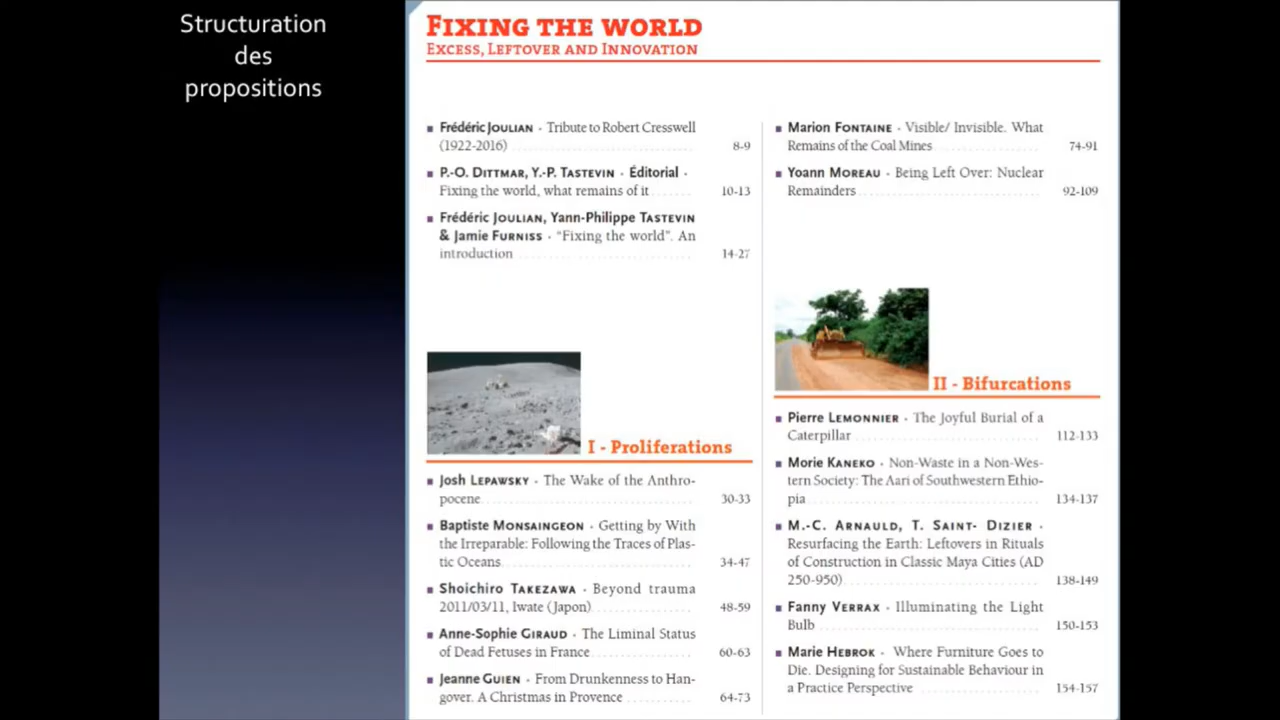 Structuration
des
propositions
FIXING THE WORLD
EXCESS, LEFTOVER AND INNOVATION
Frédéric JOULIAN · Tribute to Robert Cresswell
(1922-2016) 8-9
P.-O. DITTMAR, Y.-P. TASTEVIN · Éditorial ·
Fixing the world, what remains of it 10-13
Frédéric JOULIAN, Yann-Philippe TASTEVIN
& Jamie FURNISS · “Fixing the world”. An
introduction 14-27
I - Proliferations
Josh LEPAWSKY · The Wake of the Anthro-
pocene 30-33
Baptiste MONSAINGEON · Getting by With
the Irreparable: Following the Traces of Plas-
tic Oceans 34-47
Shoichiro TAKEZAWA · Beyond trauma
2011/03/11, Iwate (Japon) 48-59
Anne-Sophie GIRAUD · The Liminal Status
of Dead Fetuses in France 60-63
Jeanne GUIEN · From Drunkenness to Han-
gover. A Christmas in Provence 64-73
Marion FONTAINE · Visible/ Invisible. What
Remains of the Coal Mines 74-91
Yoann MOREAU · Being Left Over: Nuclear
Remainders 92-109
II - Bifurcations
Pierre LEMONNIER · The Joyful Burial of a
Caterpillar 112-133
Morie KANEKO · Non-Waste in a Non-Wes-
tern Society: The Aari of Southwestern Ethio-
pia 134-137
M.-C. ARNAULD, T. SAINT- DIZIER ·
Resurfacing the Earth: Leftovers in Rituals
of Construction in Classic Maya Cities (AD
250-950) 138-149
Fanny VERRAX · Illuminating the Light
Bulb 150-153
Marie HEBROK · Where Furniture Goes to
Die. Designing for Sustainable Behaviour in
a Practice Perspective 154-157